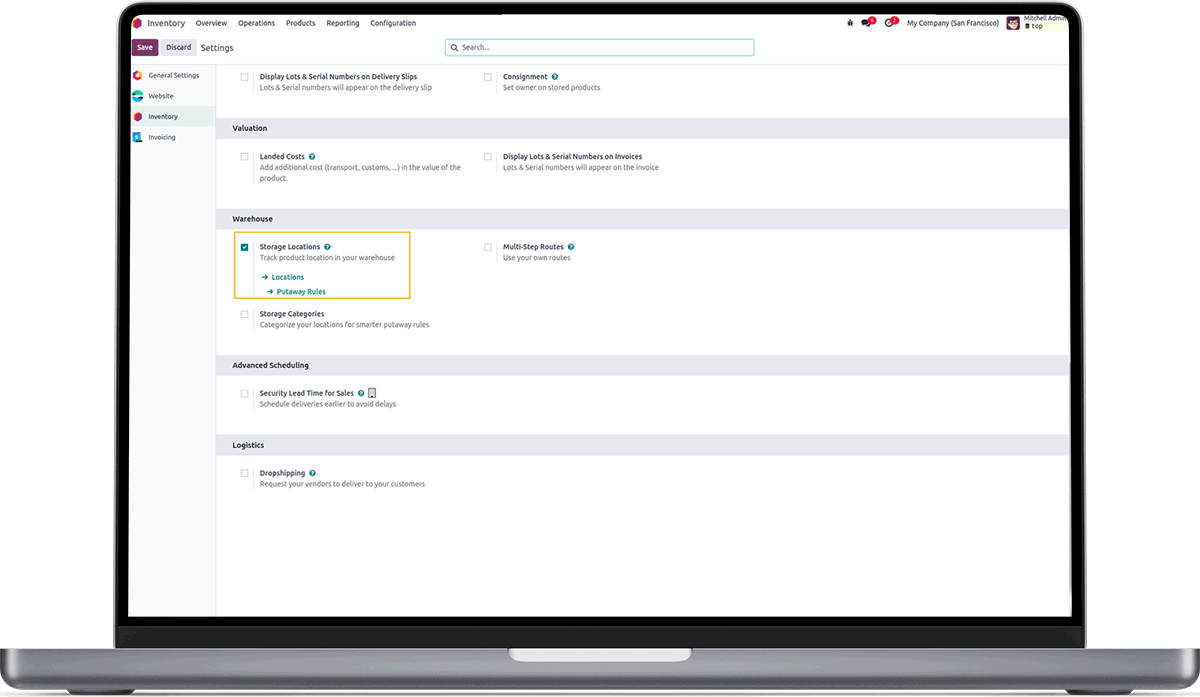 Inventory Overview Operations Products Reporting Configuration 6 2 My Company (San Francisco) Mitchell Admin
top
Save Discard Settings Search...
General Settings
Website
Inventory
Invoicing
Display Lots & Serial Numbers on Delivery Slips
Lots & Serial numbers will appear on the delivery slip
Consignment ?
Set owner on stored products
Valuation
Landed Costs ?
Add additional cost (transport, customs, ...) in the value of the
product.
Display Lots & Serial Numbers on Invoices
Lots & Serial numbers will appear on the invoice
Warehouse
Storage Locations ?
Track product location in your warehouse
→ Locations
→ Putaway Rules
Multi-Step Routes ?
Use your own routes
Storage Categories
Categorize your locations for smarter putaway rules
Advanced Scheduling
Security Lead Time for Sales ?
Schedule deliveries earlier to avoid delays
Logistics
Dropshipping ?
Request your vendors to deliver to your customers